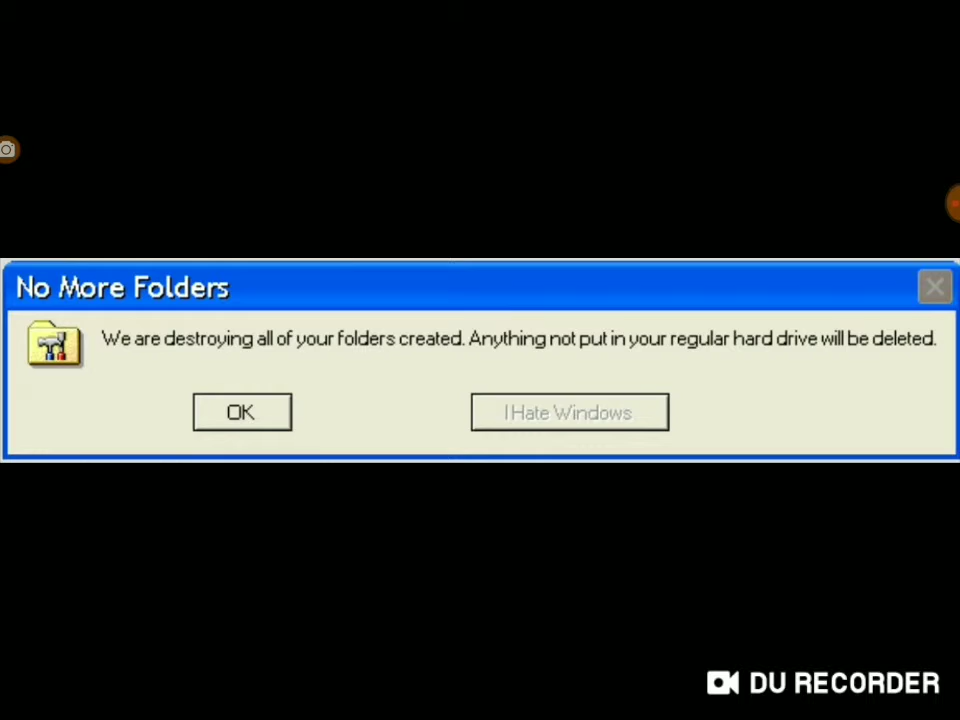 No More Folders
We are destroying all of your folders created. Anything not put in your regular hard drive will be deleted.
OK
I Hate Windows
DU RECORDER